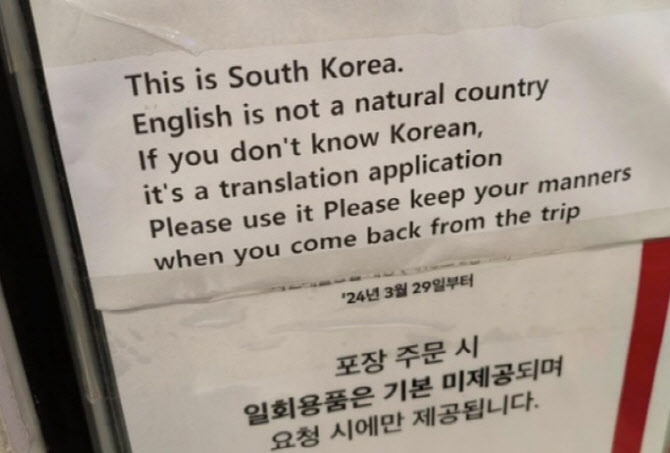 This is South Korea.
English is not a natural country
If you don't know Korean,
it's a translation application
Please use it Please keep your manners
when you come back from the trip
'24년 3월 29일부터
포장 주문 시
일회용품은 기본 미제공되며
요청 시에만 제공됩니다.